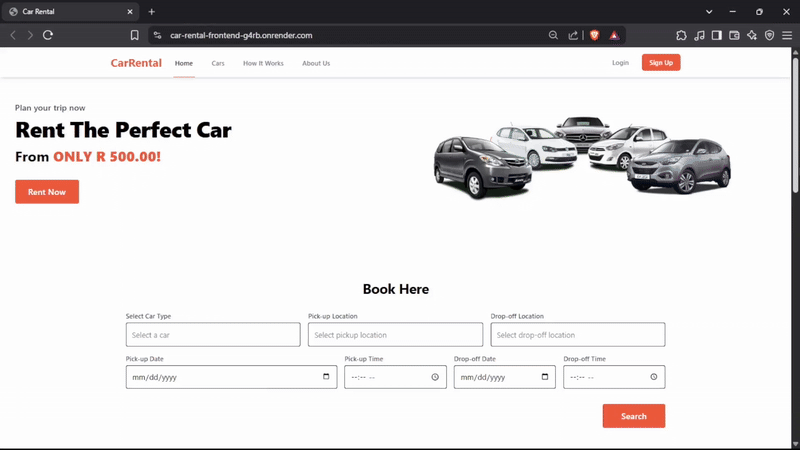 Car Rental
car-rental-frontend-g4rb.onrender.com
CarRental Home Cars How It Works About Us Login Sign Up
Plan your trip now
Rent The Perfect Car
From ONLY R 500.00!
Rent Now
Book Here
Select Car Type Pick-up Location Drop-off Location
Select a car Select pickup location Select drop-off location
Pick-up Date Pick-up Time Drop-off Date Drop-off Time
mm/dd/yyyy --:-- -- mm/dd/yyyy --:-- --
Search